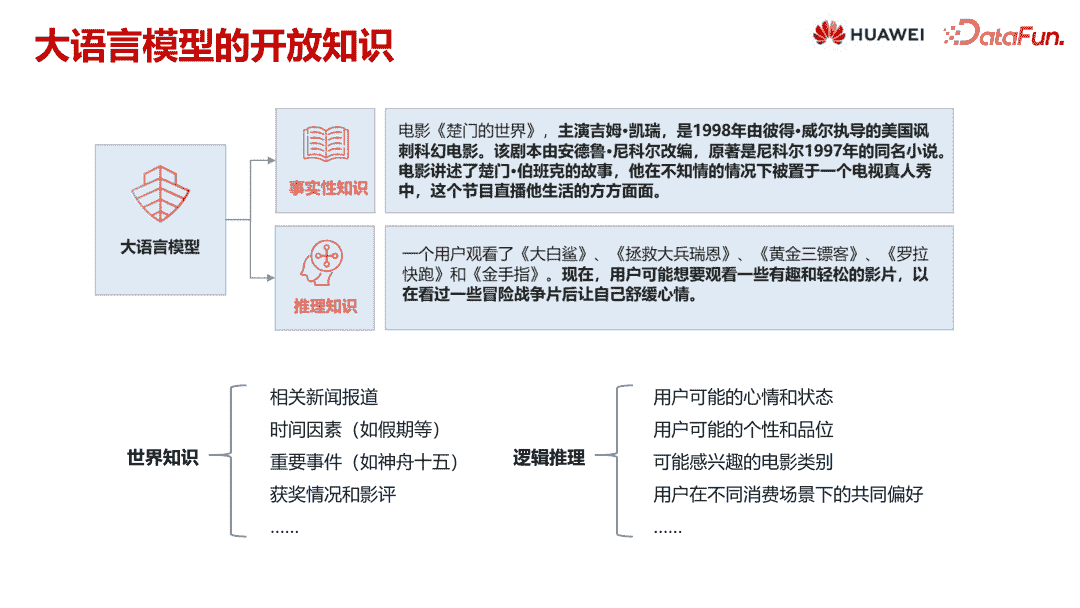 大语言模型的开放知识
HUAWEI
DataFun.
大语言模型
事实性知识
电影《楚门的世界》，主演吉姆·凯瑞，是1998年由彼得·威尔执导的美国讽
刺科幻电影。该剧本由安德鲁·尼科尔改编，原著是尼科尔1997年的同名小说。
电影讲述了楚门·伯班克的故事，他在不知情的情况下被置于一个电视真人秀
中，这个节目直播他生活的方方面面。
推理知识
一个用户观看了《大白鲨》、《拯救大兵瑞恩》、《黄金三镖客》、《罗拉
快跑》和《金手指》。现在，用户可能想要观看一些有趣和轻松的影片，以
在看过一些冒险战争片后让自己舒缓心情。
世界知识
相关新闻报道
时间因素（如假期等）
重要事件（如神舟十五）
获奖情况和影评
......
逻辑推理
用户可能的心情和状态
用户可能的个性和品位
可能感兴趣的电影类别
用户在不同消费场景下的共同偏好
......